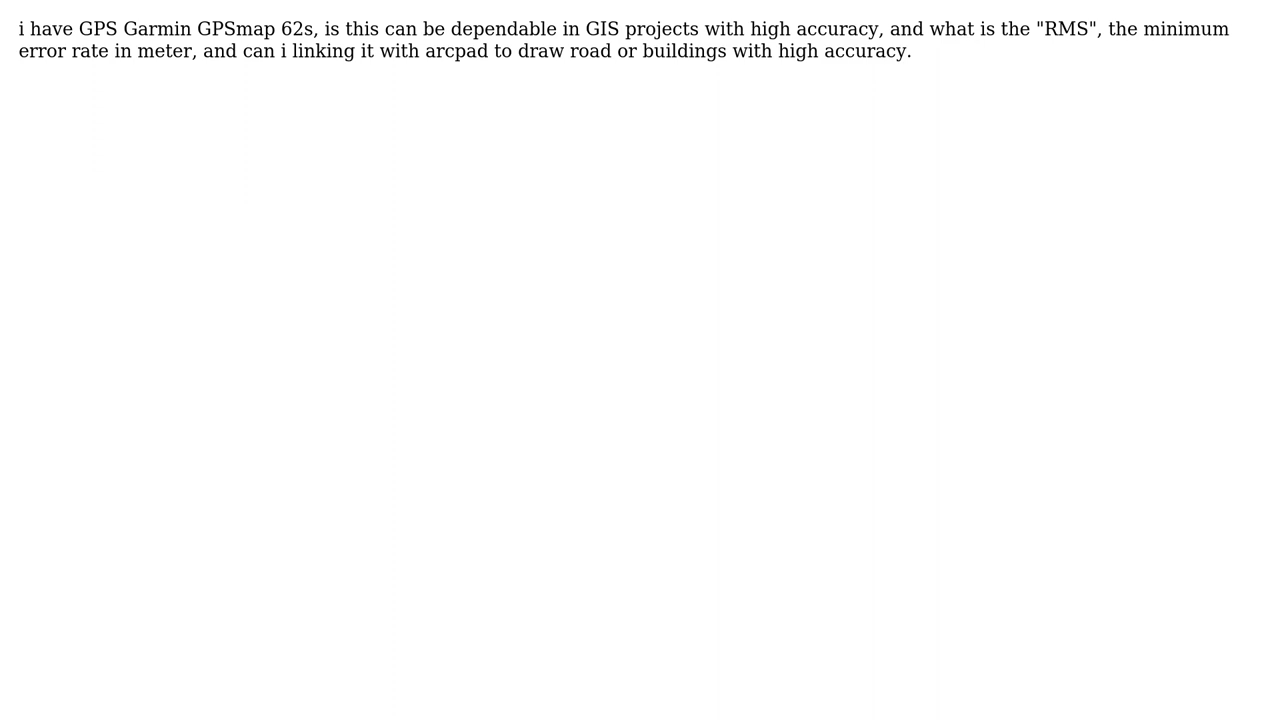 i have GPS Garmin GPSmap 62s, is this can be dependable in GIS projects with high accuracy, and what is the "RMS", the minimum
error rate in meter, and can i linking it with arcpad to draw road or buildings with high accuracy.